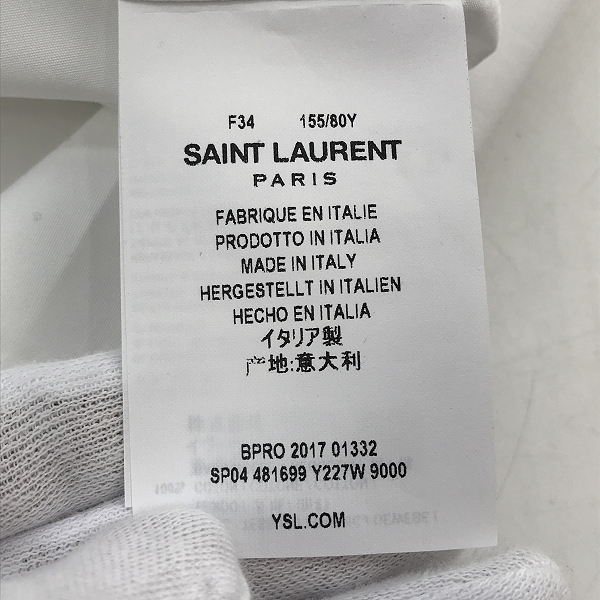 F34 155/80Y
SAINT LAURENT
PARIS
FABRIQUE EN ITALIE
PRODOTTO IN ITALIA
MADE IN ITALY
HERGESTELLT IN ITALIEN
HECHO EN ITALIA
イタリア製
产地:意大利
BPRO 2017 01332
SP04 481699 Y227W 9000
YSL.COM